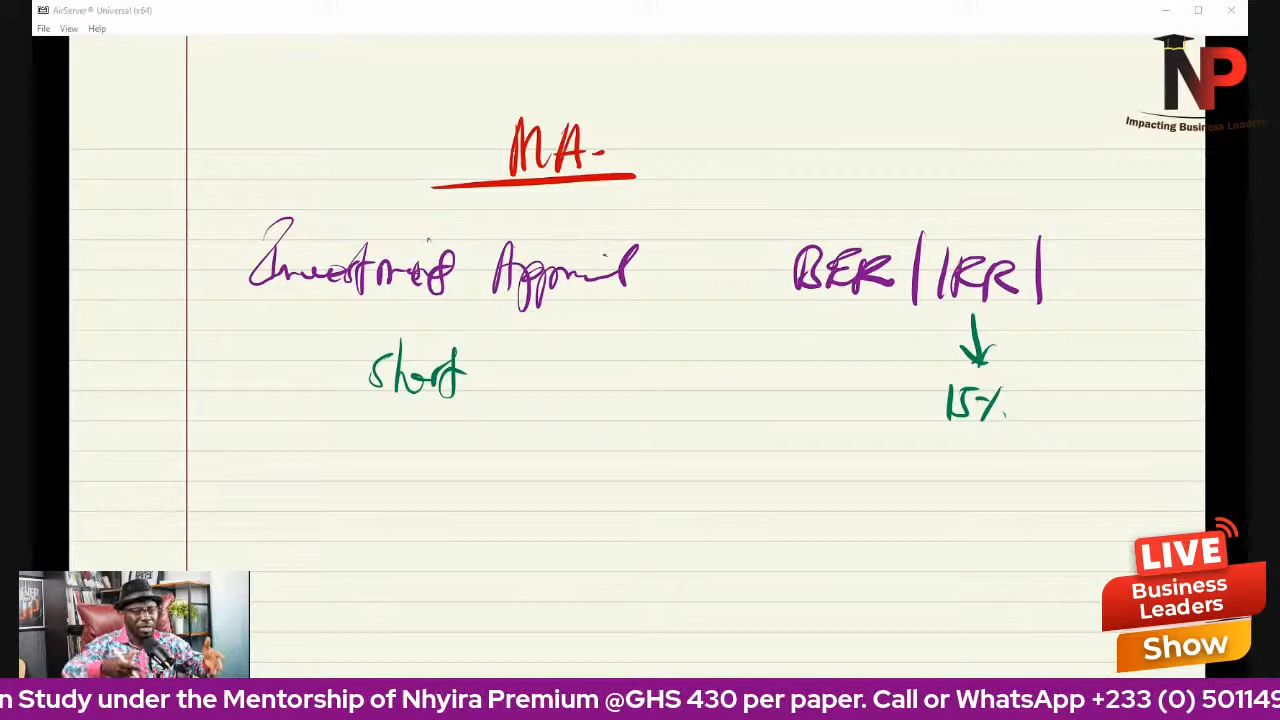 AirServer® Universal (x64)
File View Help
NP
Impacting Business Leaders
MA.
Investment Appraisal
BER | IRR |
Short
15%
LIVE
Business
Leaders
Show
n Study under the Mentorship of Nhyira Premium @GHS 430 per paper. Call or WhatsApp +233 (0) 501149